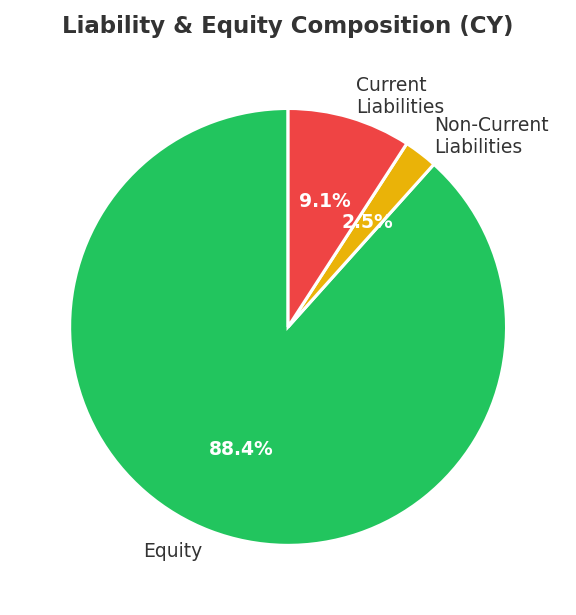 Liability & Equity Composition (CY)
Current
Liabilities
Non-Current
Liabilities
9.1%
2.5%
88.4%
Equity